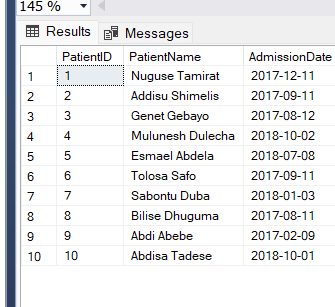 145 %
Results Messages
PatientID PatientName AdmissionDate
1 1 Nuguse Tamirat 2017-12-11
2 2 Addisu Shimelis 2017-09-11
3 3 Genet Gebayo 2017-08-12
4 4 Mulunesh Dulecha 2018-10-02
5 5 Esmael Abdela 2018-07-08
6 6 Tolosa Safo 2017-09-11
7 7 Sabontu Duba 2018-01-03
8 8 Bilise Dhuguma 2017-08-11
9 9 Abdi Abebe 2017-02-09
10 10 Abdisa Tadese 2018-10-01